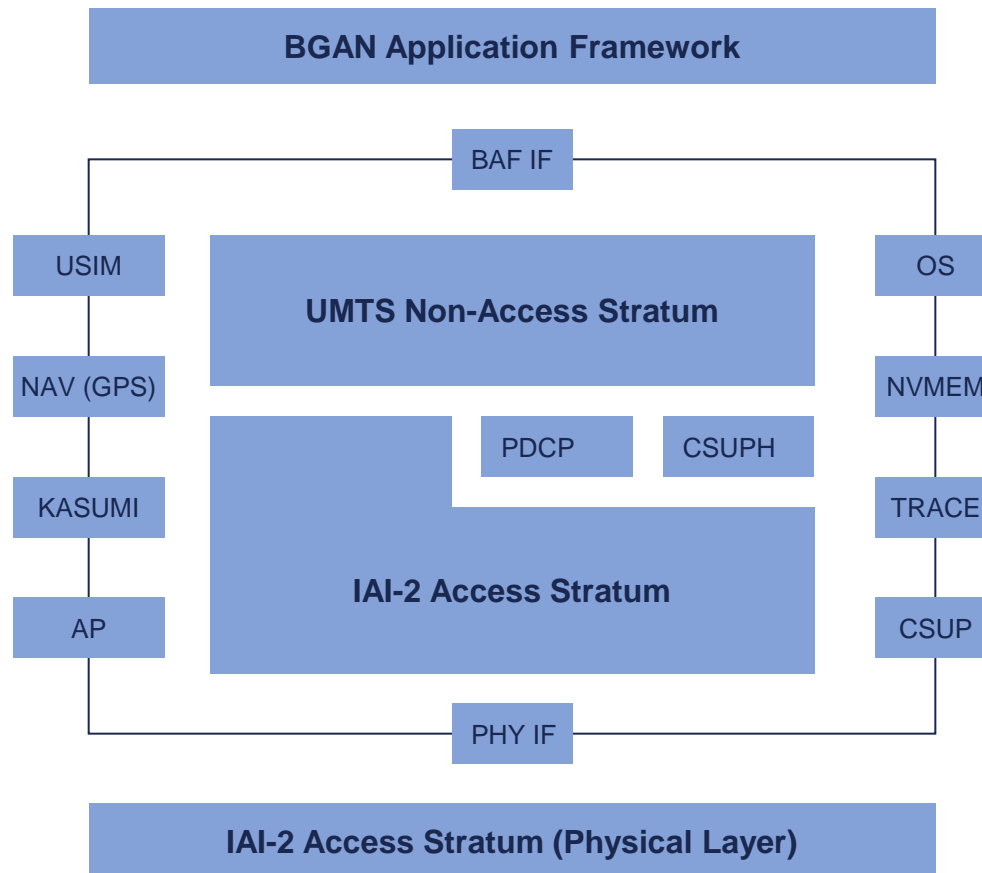 BGAN Application Framework
BAF IF
USIM
OS
UMTS Non-Access Stratum
NAV (GPS)
NVMEM
PDCP
CSUPH
KASUMI
TRACE
IAI-2 Access Stratum
AP
CSUP
PHY IF
IAI-2 Access Stratum (Physical Layer)